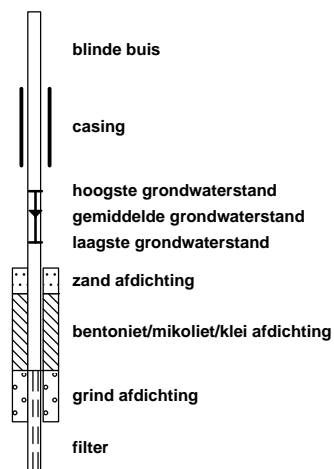 blinde buis
casing
hoogste grondwaterstand
gemiddelde grondwaterstand
laagste grondwaterstand
zand afdichting
bentoniet/mikoliet/klei afdichting
grind afdichting
filter